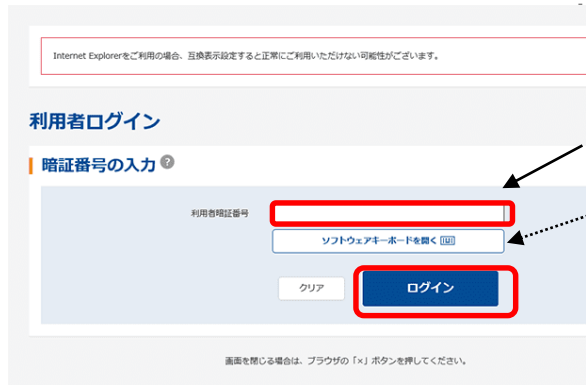 Internet Explorerをご利用の場合、互換表示設定すると正常にご利用いただけない可能性がございます。
利用者ログイン
暗証番号の入力 ?
利用者暗証番号
ソフトウェアキーボードを開く
クリア
ログイン
画面を閉じる場合は、ブラウザの「×」ボタンを押してください。